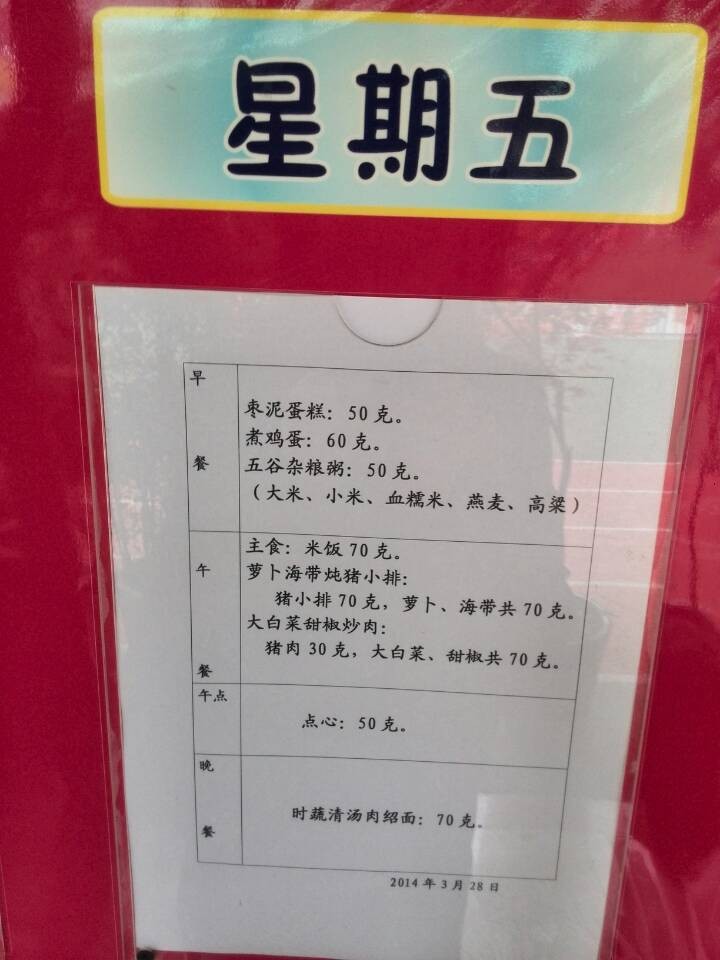 星期五
早餐
枣泥蛋糕：50克。
煮鸡蛋：60克。
五谷杂粮粥：50克。
（大米、小米、血糯米、燕麦、高粱）
午餐
主食：米饭70克。
萝卜海带炖猪小排：
猪小排70克，萝卜、海带共70克。
大白菜甜椒炒肉：
猪肉30克，大白菜、甜椒共70克。
午点
点心：50克。
晚餐
时蔬清汤肉绍面：70克。
2014年3月28日